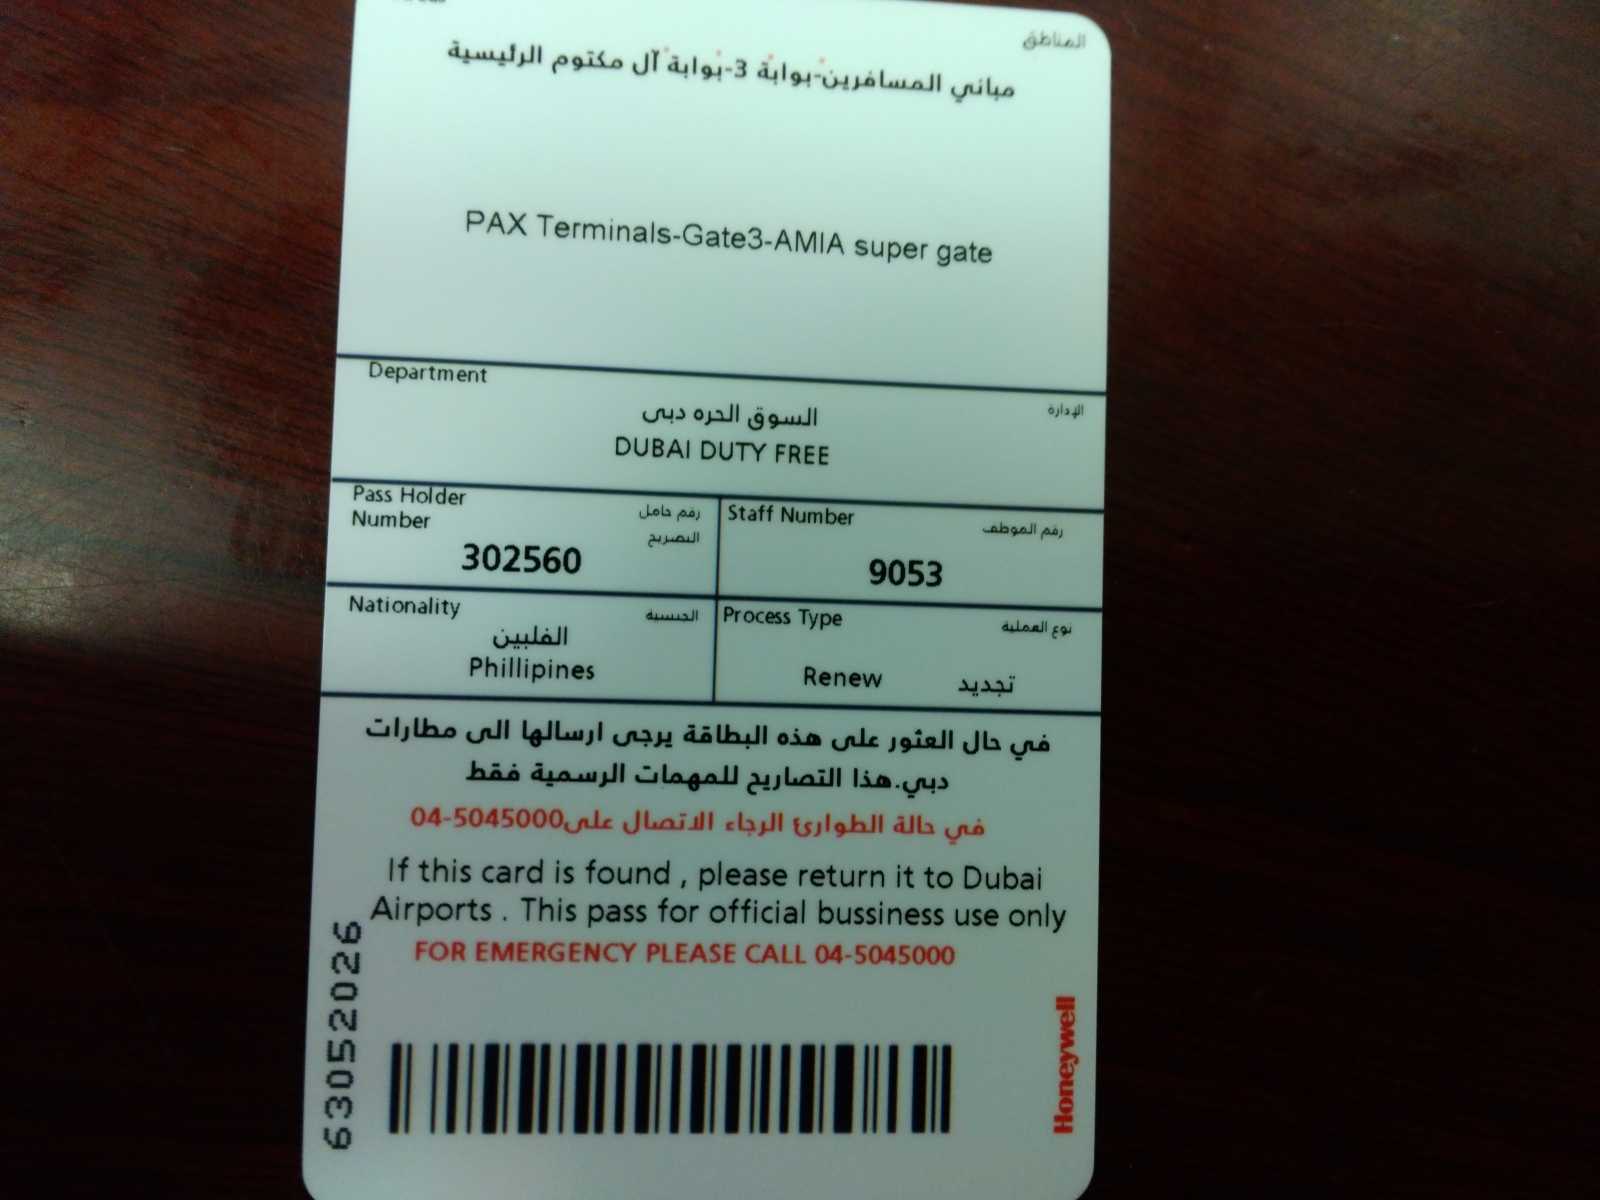 المناطق
مباني المسافرين-بوابة 3-بوابة آل مكتوم الرئيسية
PAX Terminals-Gate3-AMIA super gate
Department
الإدارة
السوق الحره دبى
DUBAI DUTY FREE
Pass Holder
Number
رقم حامل
التصريح
302560
Staff Number
رقم الموظف
9053
Nationality
الجنسية
الفلبين
Phillipines
Process Type
نوع العملية
Renew
تجديد
في حال العثور على هذه البطاقة يرجى ارسالها الى مطارات
دبي.هذا التصاريح للمهمات الرسمية فقط
في حالة الطوارئ الرجاء الاتصال على04-5045000
If this card is found , please return it to Dubai
Airports . This pass for official bussiness use only
FOR EMERGENCY PLEASE CALL 04-5045000
63052026
Honeywell